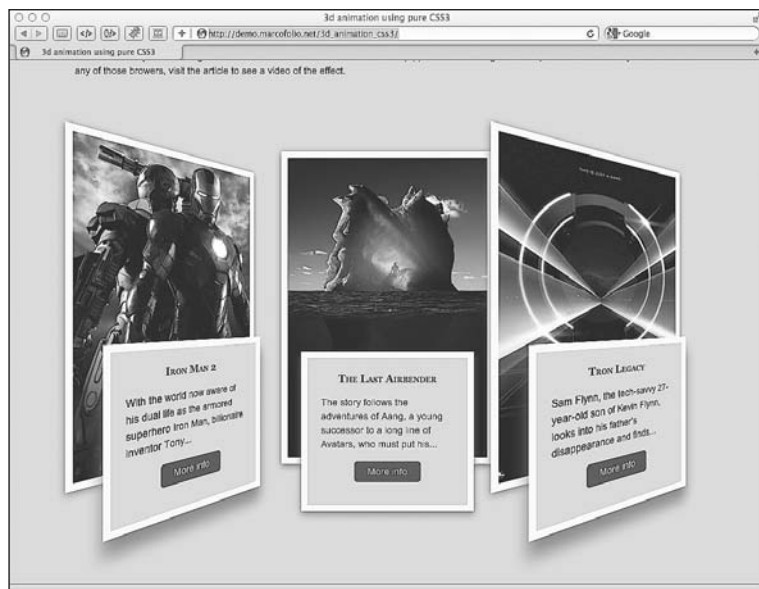 3d animation using pure CSS3
http://demo.marcofolio.net/3d_animation_css3/
Google
3d animation using pure CSS3
any of those browers, visit the article to see a video of the effect.
IRON MAN 2
With the world now aware of
his dual life as the armored
superhero Iron Man, billionaire
inventor Tony...
More info
THE LAST AIRBENDER
The story follows the
adventures of Aang, a young
successor to a long line of
Avatars, who must put his...
More info
TRON LEGACY
Sam Flynn, the tech-savvy 27-
year-old son of Kevin Flynn,
looks into his father's
disappearance and finds...
More info